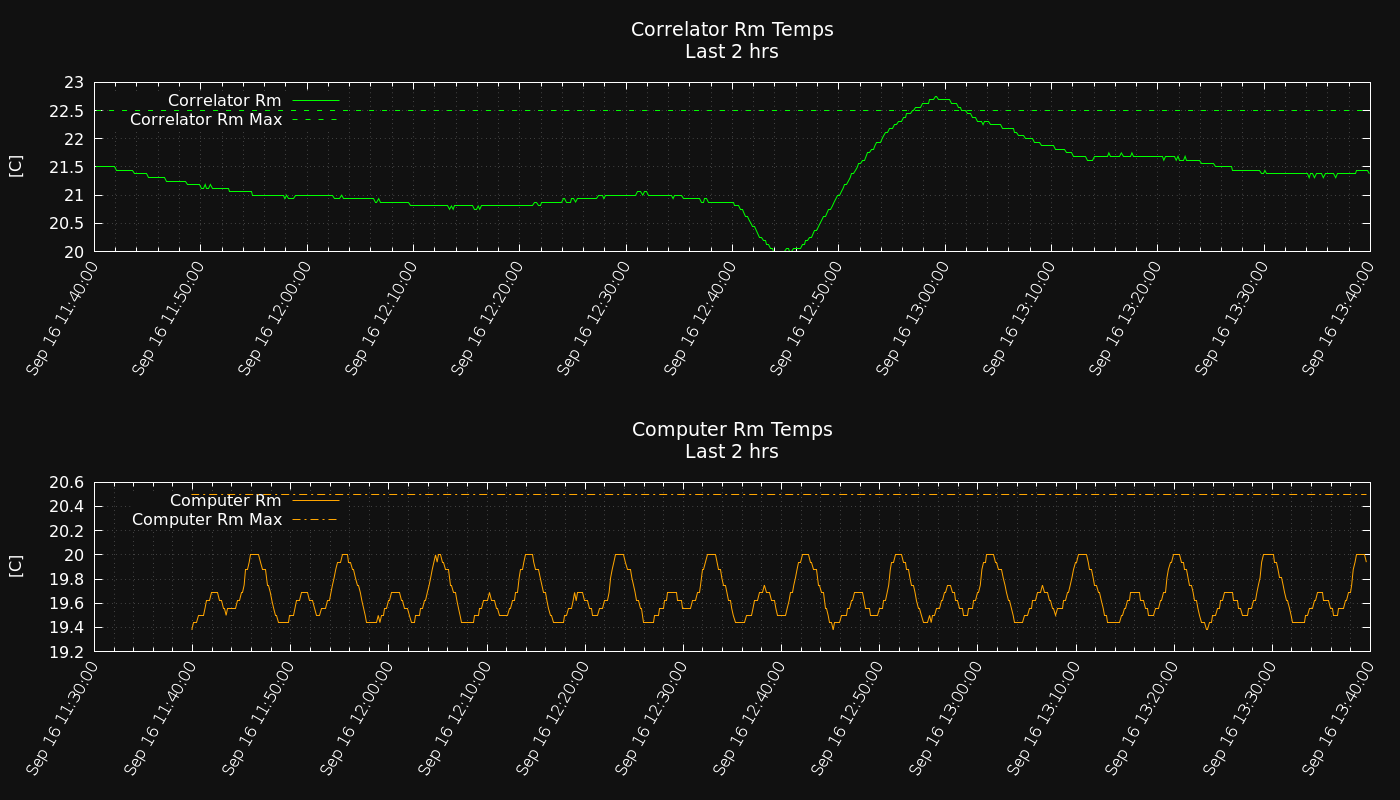 Correlator Rm Temps
Last 2 hrs
[C]
23
22.5
22
21.5
21
20.5
20
Correlator Rm
Correlator Rm Max
Sep 16 11:40:00
Sep 16 11:50:00
Sep 16 12:00:00
Sep 16 12:10:00
Sep 16 12:20:00
Sep 16 12:30:00
Sep 16 12:40:00
Sep 16 12:50:00
Sep 16 13:00:00
Sep 16 13:10:00
Sep 16 13:20:00
Sep 16 13:30:00
Sep 16 13:40:00
Computer Rm Temps
Last 2 hrs
[C]
20.6
20.4
20.2
20
19.8
19.6
19.4
19.2
Computer Rm
Computer Rm Max
Sep 16 11:30:00
Sep 16 11:40:00
Sep 16 11:50:00
Sep 16 12:00:00
Sep 16 12:10:00
Sep 16 12:20:00
Sep 16 12:30:00
Sep 16 12:40:00
Sep 16 12:50:00
Sep 16 13:00:00
Sep 16 13:10:00
Sep 16 13:20:00
Sep 16 13:30:00
Sep 16 13:40:00